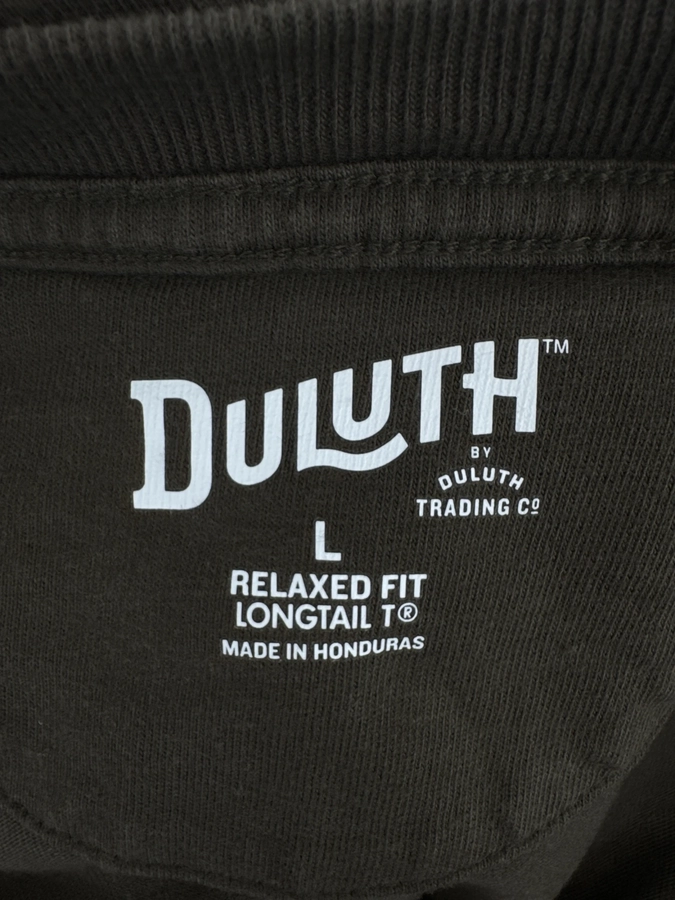 DULUTH™
BY
DULUTH
TRADING Cº
L
RELAXED FIT
LONGTAIL T®
MADE IN HONDURAS